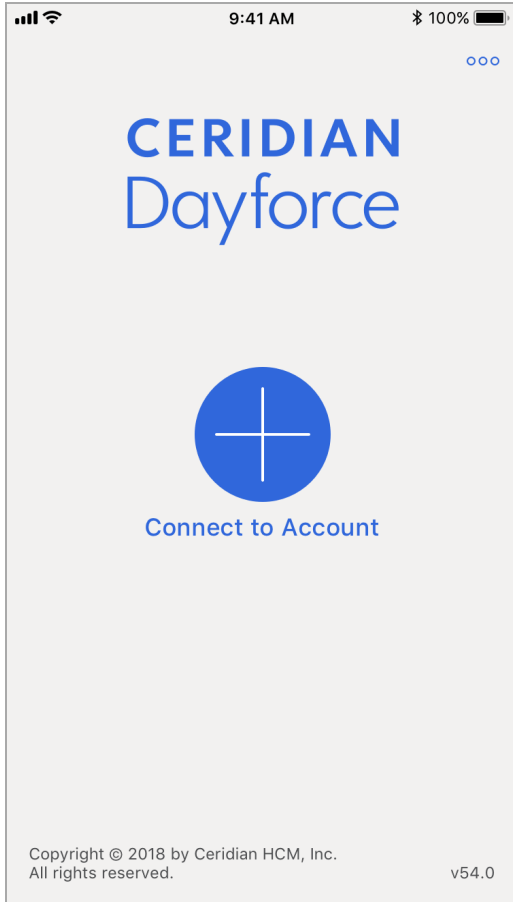 9:41 AM 100%
CERIDIAN
Dayforce
Connect to Account
Copyright © 2018 by Ceridian HCM, Inc.
All rights reserved. v54.0